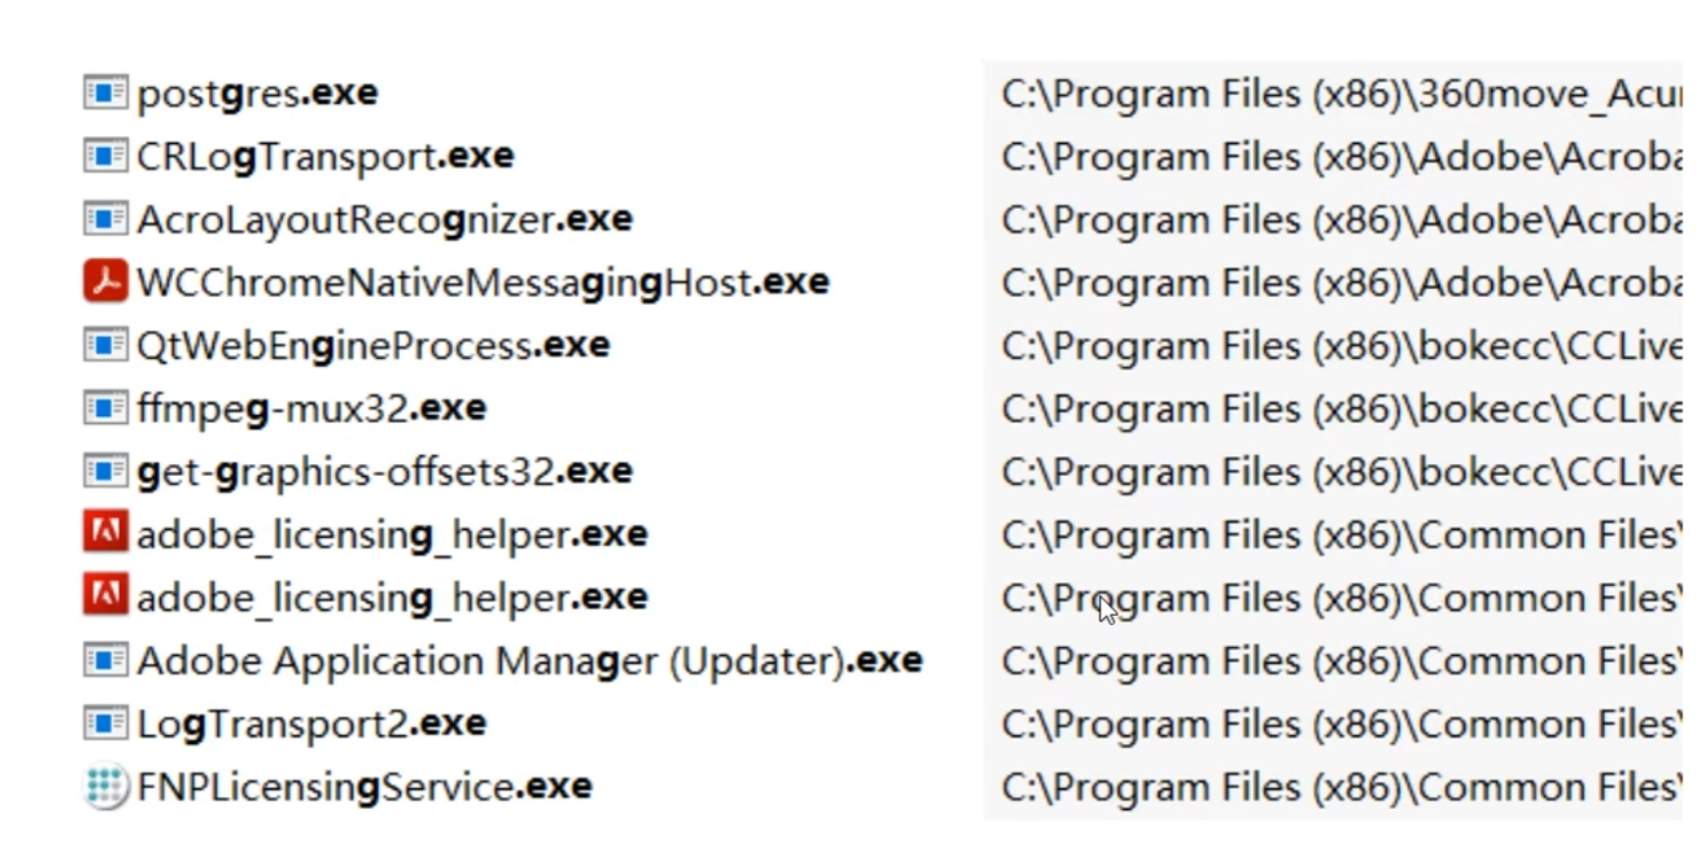 postgres.exe C:\Program Files (x86)\360move_Acu
CRLogTransport.exe C:\Program Files (x86)\Adobe\Acroba
AcroLayoutRecognizer.exe C:\Program Files (x86)\Adobe\Acroba
WCChromeNativeMessagingHost.exe C:\Program Files (x86)\Adobe\Acroba
QtWebEngineProcess.exe C:\Program Files (x86)\bokecc\CCLive
ffmpeg-mux32.exe C:\Program Files (x86)\bokecc\CCLive
get-graphics-offsets32.exe C:\Program Files (x86)\bokecc\CCLive
adobe_licensing_helper.exe C:\Program Files (x86)\Common Files\
adobe_licensing_helper.exe C:\Program Files (x86)\Common Files\
Adobe Application Manager (Updater).exe C:\Program Files (x86)\Common Files\
LogTransport2.exe C:\Program Files (x86)\Common Files\
FNPLicensingService.exe C:\Program Files (x86)\Common Files\